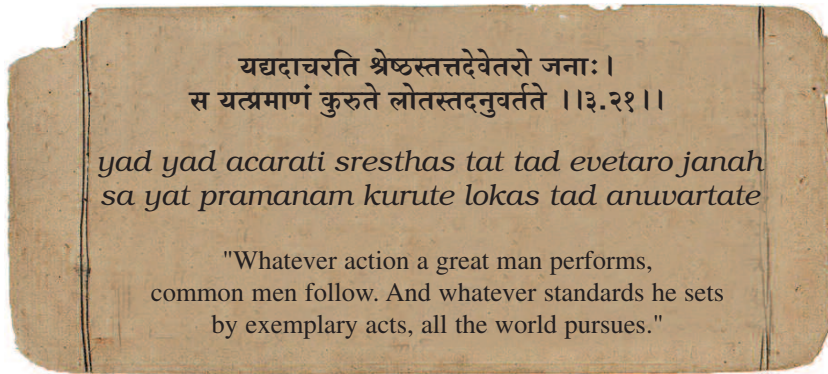 यद्यदाचरति श्रेष्ठस्तत्तदेवेतरो जनाः।
स यत्प्रमाणं कुरुते लोतस्तदनुवर्तते ।।३.२१।।
yad yad acarati sresthas tat tad evetaro janah
sa yat pramanam kurute lokas tad anuvartate
"Whatever action a great man performs,
common men follow. And whatever standards he sets
by exemplary acts, all the world pursues."